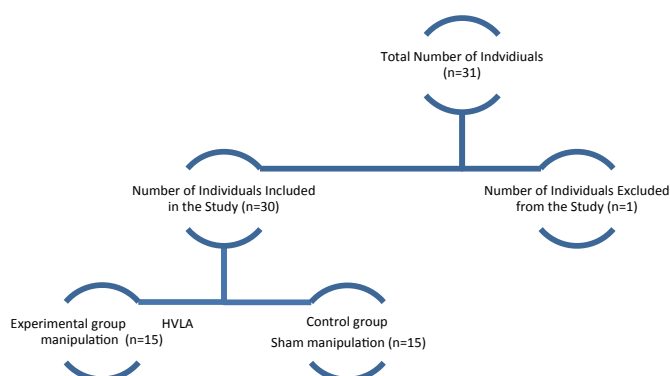 Total Number of Indvidiuals
(n=31)
Number of Individuals Included
in the Study (n=30)
Number of Individuals Excluded
from the Study (n=1)
Experimental group HVLA
manipulation (n=15)
Control group
Sham manipulation (n=15)